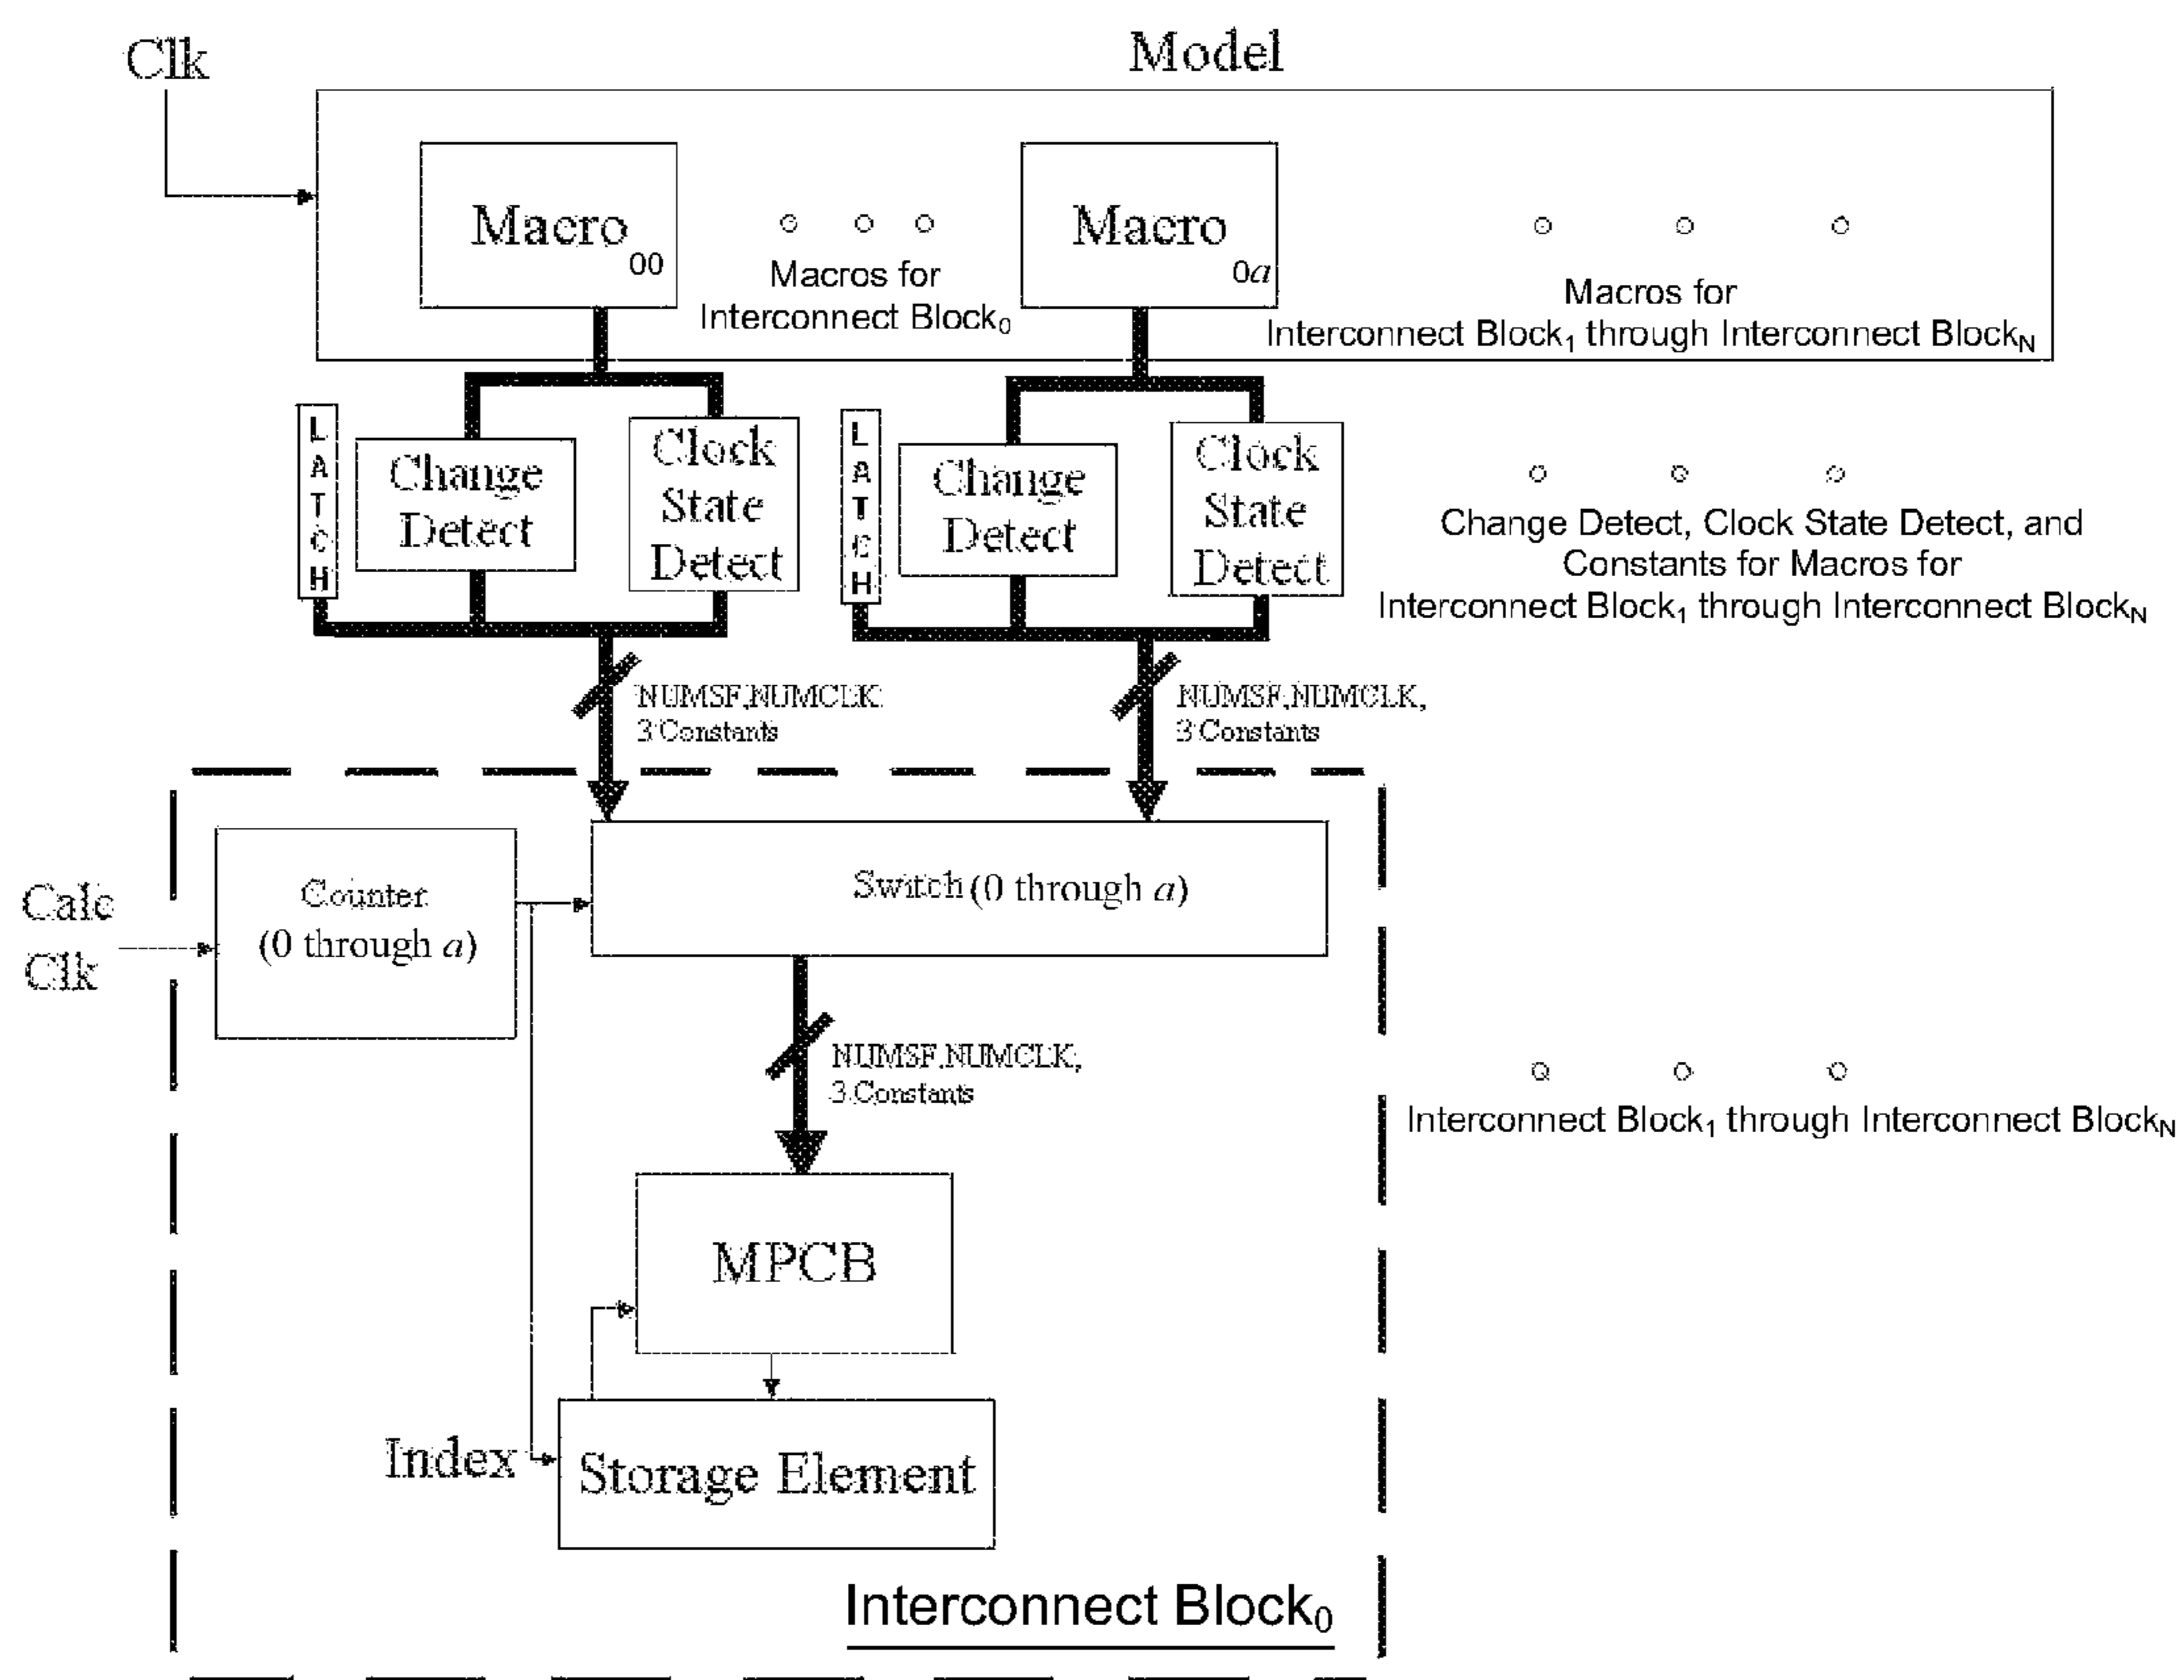 Clk
Model
Macro 00
Macros for
Interconnect Block0
Macro 0a
Macros for
Interconnect Block1 through Interconnect BlockN
LATCH
Change
Detect
Clock
State
Detect
LATCH
Change
Detect
Clock
State
Detect
Change Detect, Clock State Detect, and
Constants for Macros for
Interconnect Block1 through Interconnect BlockN
NUMSF,NUMCLK,
3 Constants
NUMSF,NUMCLK,
3 Constants
Calc
Clk
Counter
(0 through a)
Switch (0 through a)
NUMSF,NUMCLK,
3 Constants
Interconnect Block1 through Interconnect BlockN
MPCB
Index
Storage Element
Interconnect Block0